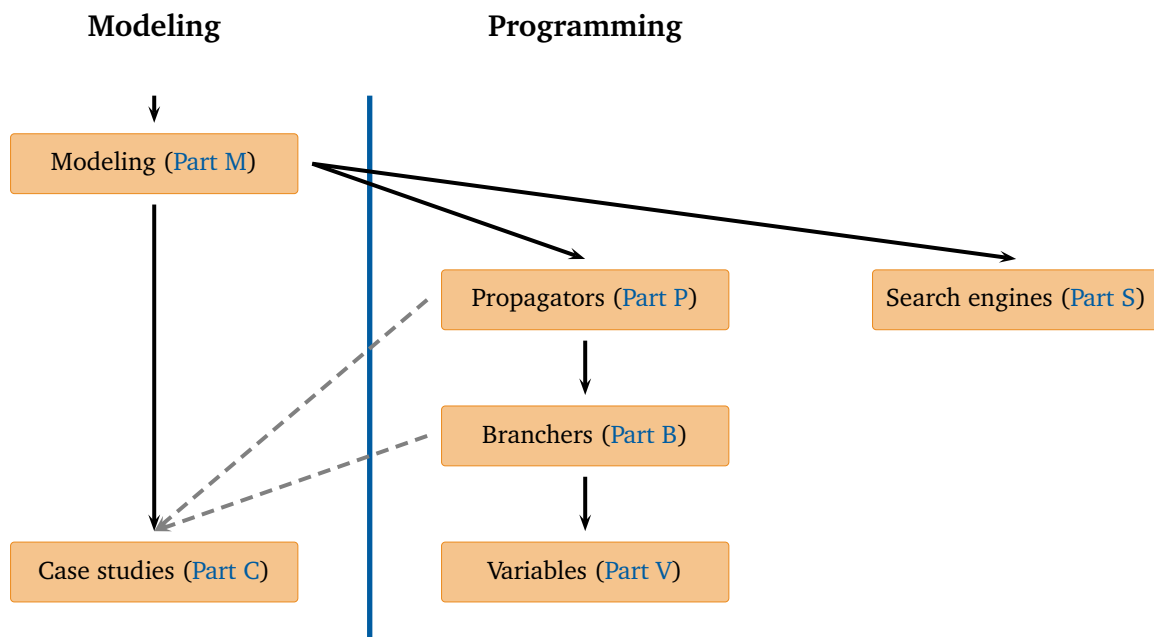 Modeling
Programming
Modeling (Part M)
Propagators (Part P)
Search engines (Part S)
Branchers (Part B)
Case studies (Part C)
Variables (Part V)